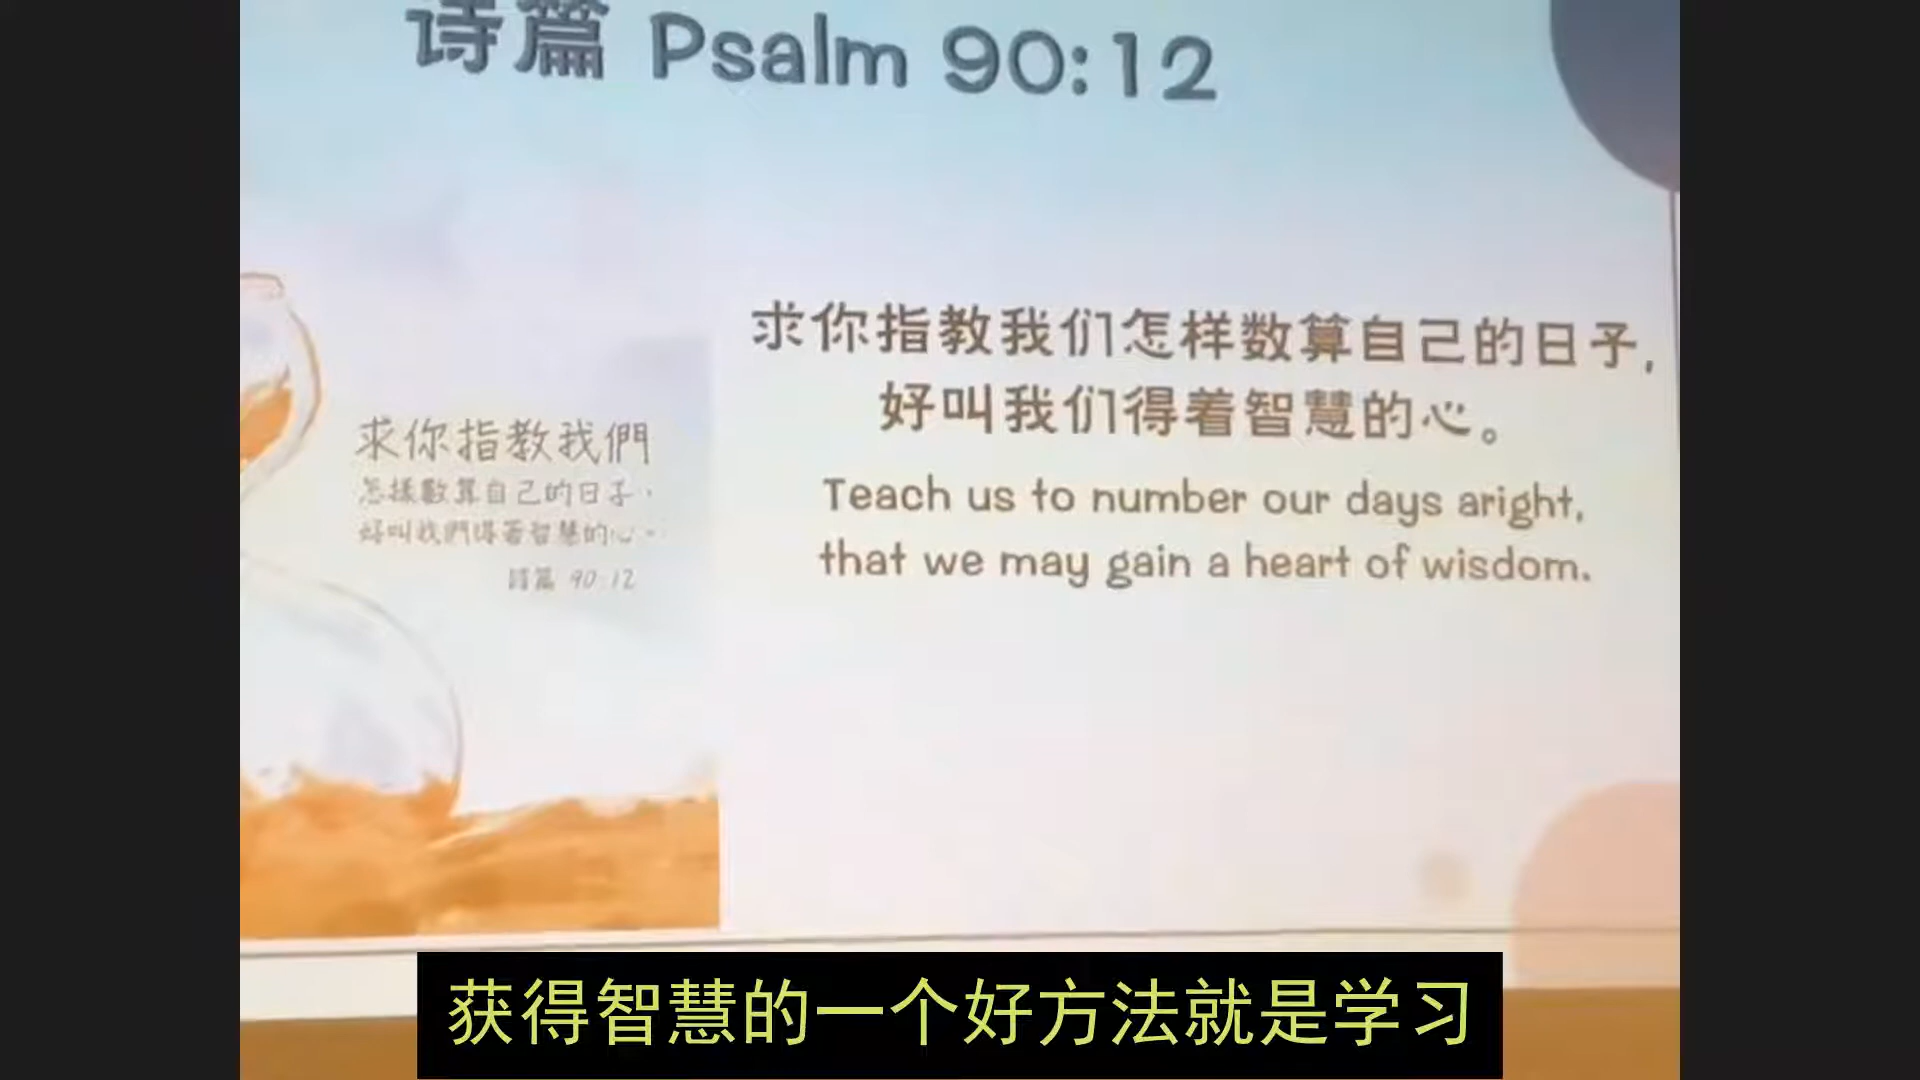 诗篇 Psalm 90:12
求你指教我們
怎樣數算自己的日子,
好叫我們得著智慧的心。
詩篇 90:12
求你指教我们怎样数算自己的日子,
好叫我们得着智慧的心。
Teach us to number our days aright,
that we may gain a heart of wisdom.
获得智慧的一个好方法就是学习